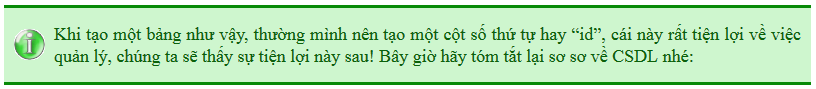 Khi tạo một bảng như vậy, thường mình nên tạo một cột số thứ tự hay “id”, cái này rất tiện lợi về việc
quản lý, chúng ta sẽ thấy sự tiện lợi này sau! Bây giờ hãy tóm tắt lại sơ sơ về CSDL nhé: